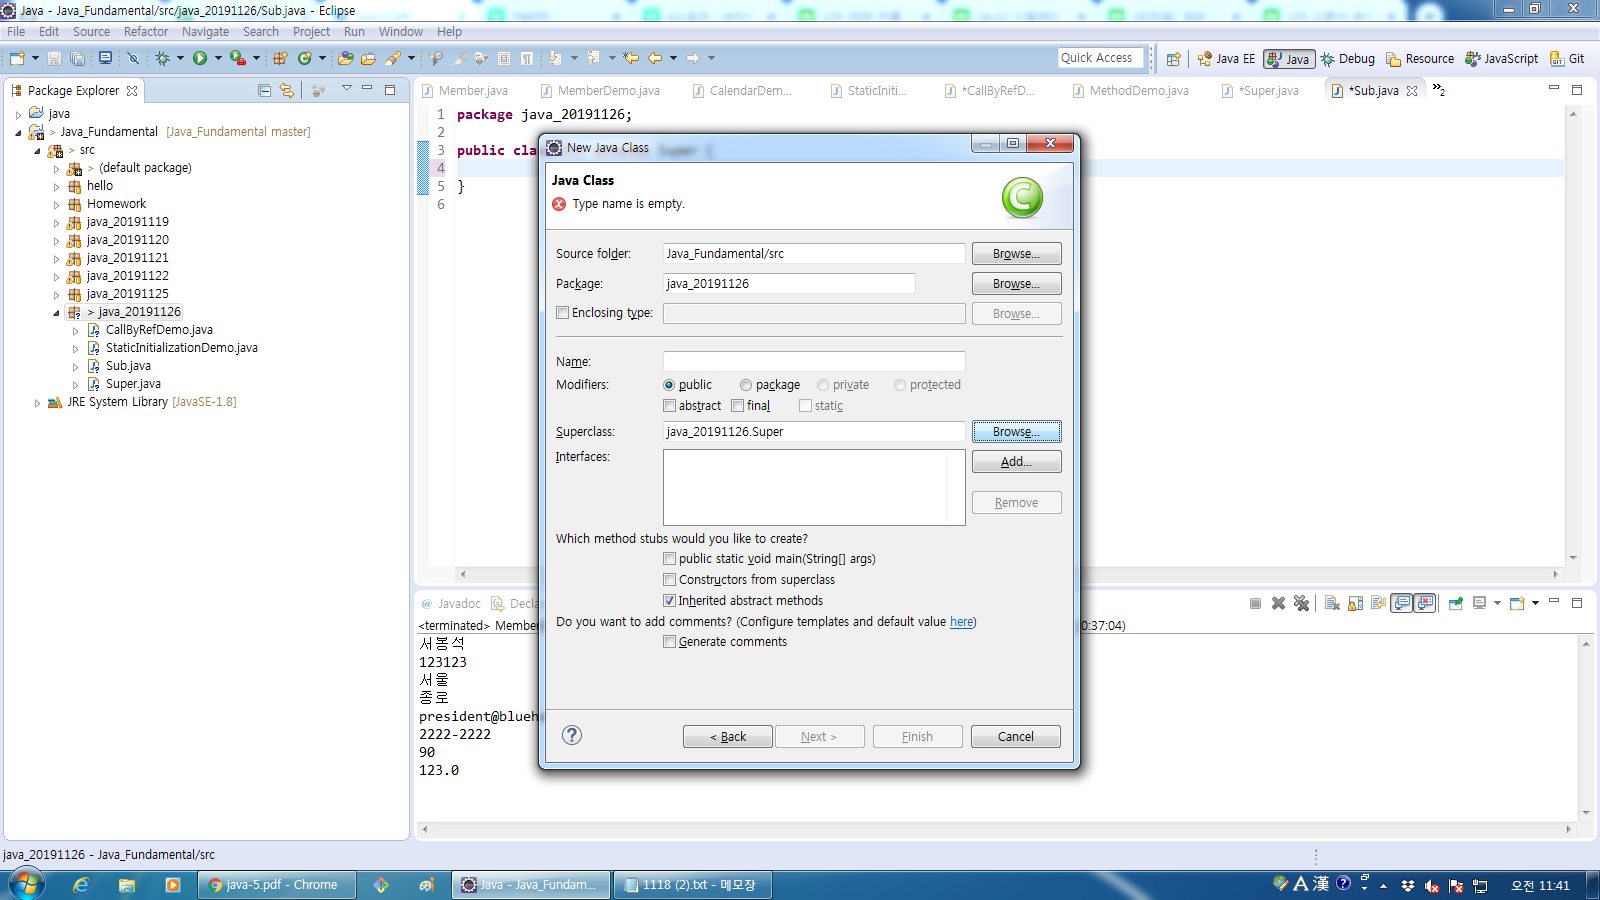 Java - Java_Fundamental/src/java_20191126/Sub.java - Eclipse
File Edit Source Refactor Navigate Search Project Run Window Help
Quick Access Java EE Java Debug Resource JavaScript Git
Package Explorer
java
> Java_Fundamental [Java_Fundamental master]
> src
> (default package)
hello
Homework
java_20191119
java_20191120
java_20191121
java_20191122
java_20191125
> java_20191126
CallByRefDemo.java
StaticInitializationDemo.java
Sub.java
Super.java
JRE System Library [JavaSE-1.8]
Member.java MemberDemo.java CalendarDem... StaticIniti... *CallByRefD... MethodDemo.java *Super.java *Sub.java »2
1 package java_20191126;
2
3 public cla Super {
4
5 }
6
New Java Class
Java Class
Type name is empty.
Source folder: Java_Fundamental/src Browse...
Package: java_20191126 Browse...
Enclosing type: Browse...
Name:
Modifiers: public package private protected
abstract final static
Superclass: java_20191126.Super Browse...
Interfaces: Add...
Remove
Which method stubs would you like to create?
public static void main(String[] args)
Constructors from superclass
Inherited abstract methods
Do you want to add comments? (Configure templates and default value here)
Generate comments
< Back Next > Finish Cancel
@ Javadoc Decla
<terminated> Member 0:37:04)
서봉석
123123
서울
종로
president@blueh
2222-2222
90
123.0
java_20191126 - Java_Fundamental/src
java-5.pdf - Chrome Java - Java_Fundam... 1118 (2).txt - 메모장 A 漢 오전 11:41